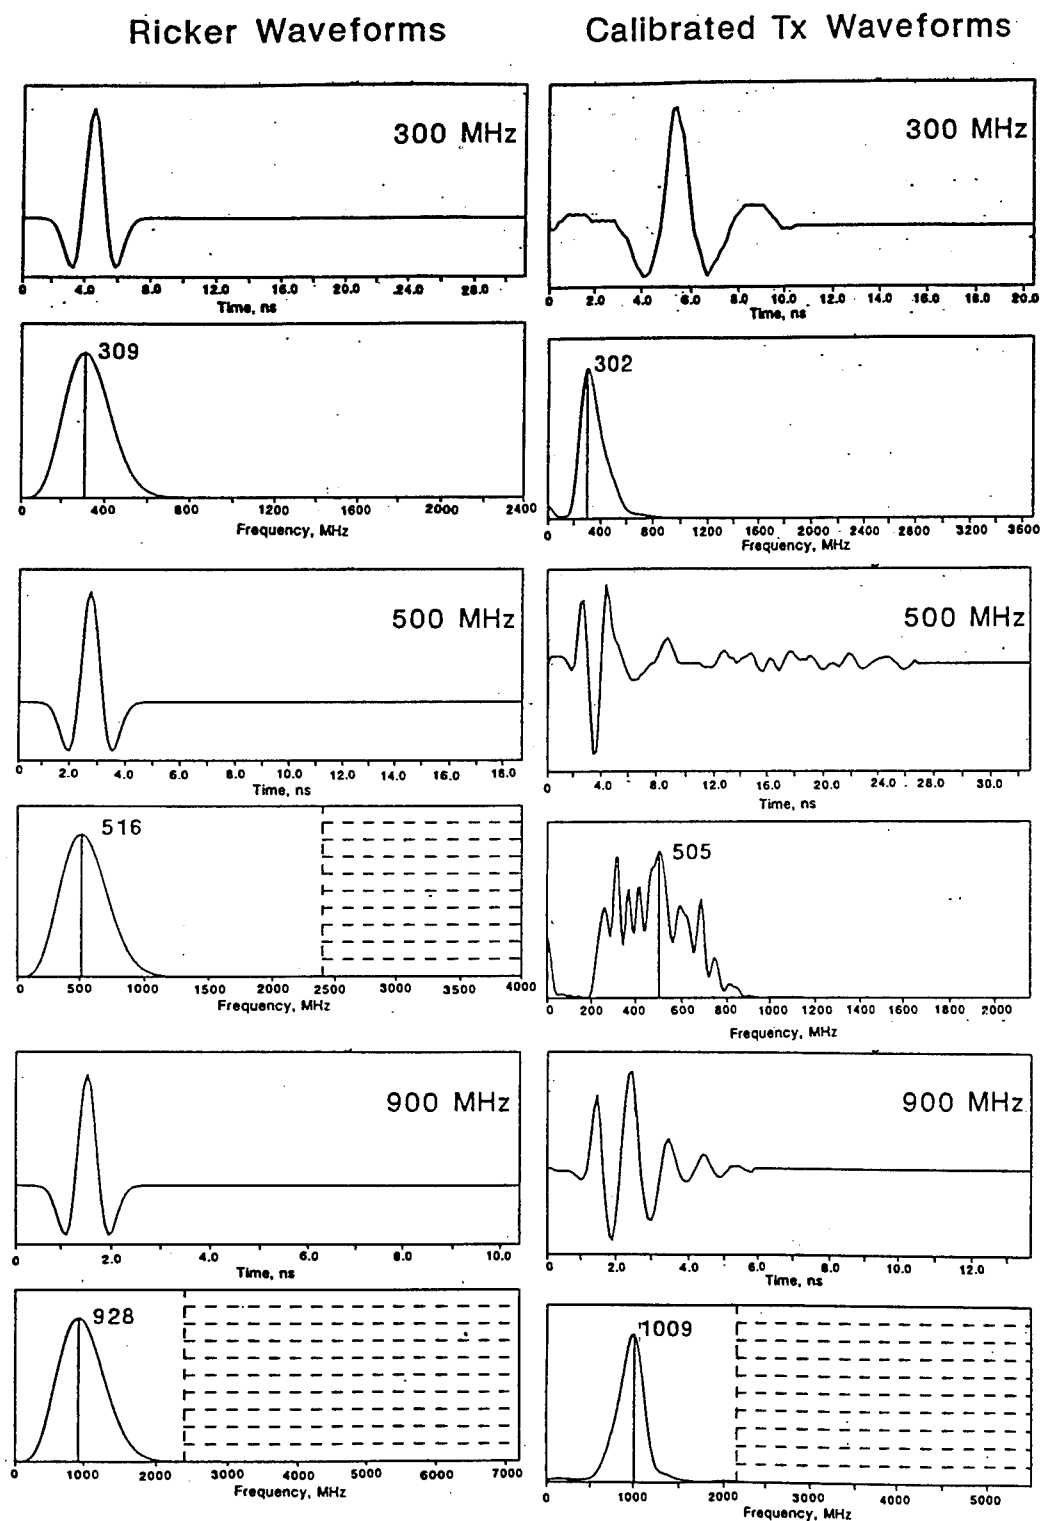 Ricker Waveforms
Calibrated Tx Waveforms
300 MHz
0 4.0 8.0 12.0 16.0 20.0 24.0 28.0
Time, ns
300 MHz
0 2.0 4.0 6.0 8.0 10.0 12.0 14.0 16.0 18.0 20.0
Time, ns
309
0 400 800 1200 1600 2000 2400
Frequency, MHz
302
0 400 800 1200 1600 2000 2400 2800 3200 3600
Frequency, MHz
500 MHz
0 2.0 4.0 6.0 8.0 10.0 12.0 14.0 16.0 18.0
Time, ns
500 MHz
0 4.0 8.0 12.0 16.0 20.0 24.0 28.0 30.0
Time, ns
516
0 500 1000 1500 2000 2500 3000 3500 4000
Frequency, MHz
505
0 200 400 600 800 1000 1200 1400 1600 1800 2000
Frequency, MHz
900 MHz
0 2.0 4.0 6.0 8.0 10.0
Time, ns
900 MHz
0 2.0 4.0 6.0 8.0 10.0 12.0
Time, ns
928
0 1000 2000 3000 4000 5000 6000 7000
Frequency, MHz
1009
0 1000 2000 3000 4000 5000
Frequency, MHz